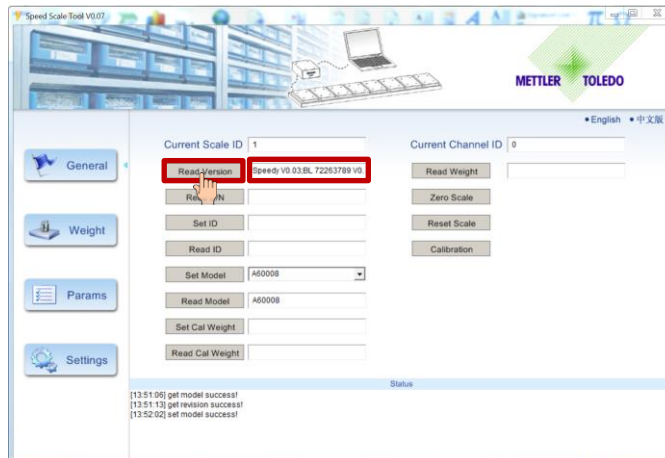 Speed Scale Tool V0.07
METTLER TOLEDO
•English •中文版
Current Scale ID 1 Current Channel ID 0
General Read Version Speedy V0.03;BL 72263789 V0. Read Weight
Zero Scale
Weight Set ID Reset Scale
Read ID Calibration
Set Model A60008
Params Read Model A60008
Set Cal Weight
Settings Read Cal Weight
Status
[13:51:06] get model success!
[13:51:13] get revision success!
[13:52:02] set model success!